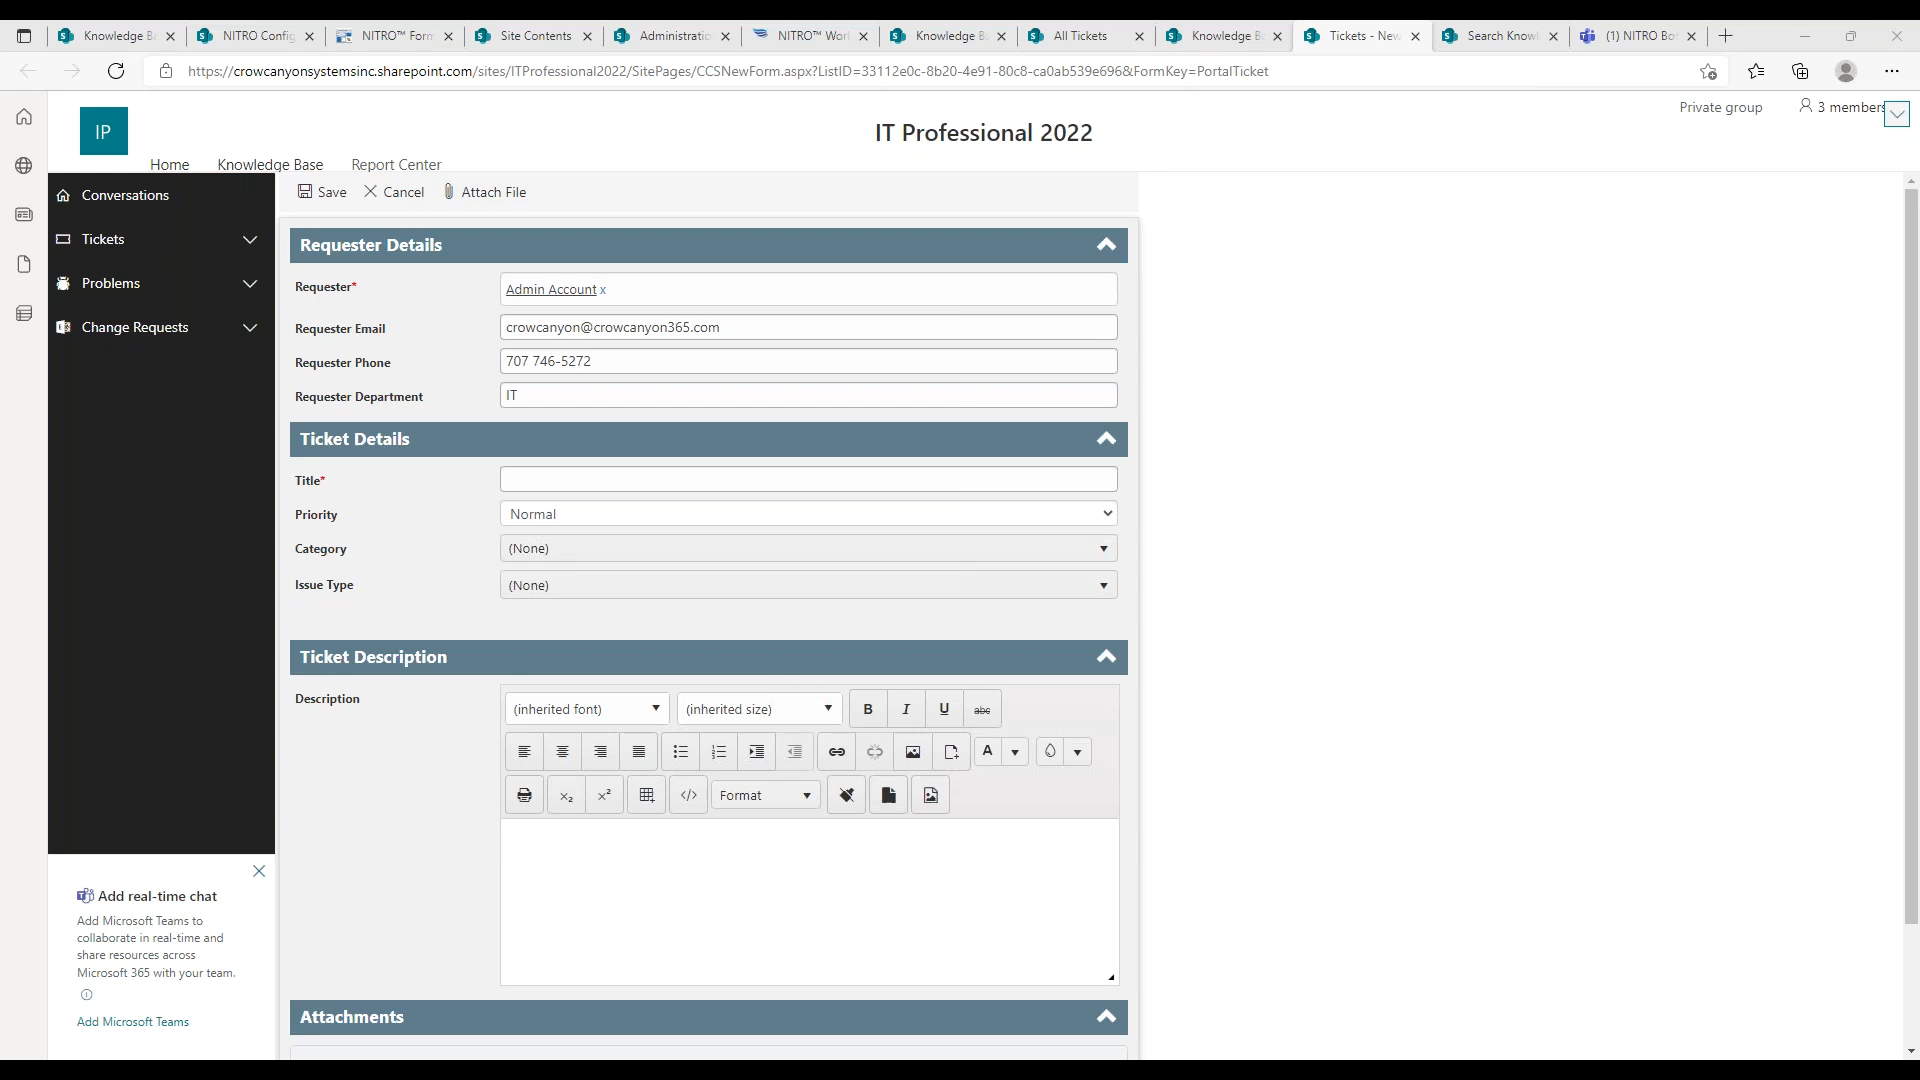 Knowledge B
NITRO Config
NITRO™ Form
Site Contents
Administratio
NITRO™ Wor
Knowledge B
All Tickets
Knowledge B
Tickets - New
Search Knowl
(1) NITRO Bo
https://crowcanyonsystemsinc.sharepoint.com/sites/ITProfessional2022/SitePages/CCSNewForm.aspx?ListID=33112e0c-8b20-4e91-80c8-ca0ab539e696&FormKey=PortalTicket
Private group
3 members
IP
IT Professional 2022
Home
Knowledge Base
Report Center
Conversations
Tickets
Problems
Change Requests
Save
Cancel
Attach File
Requester Details
Requester*
Admin Account x
Requester Email
crowcanyon@crowcanyon365.com
Requester Phone
707 746-5272
Requester Department
IT
Ticket Details
Title*
Priority
Normal
Category
(None)
Issue Type
(None)
Ticket Description
Description
(inherited font)
(inherited size)
B
I
U
abc
A
Format
Attachments
Add real-time chat
Add Microsoft Teams to
collaborate in real-time and
share resources across
Microsoft 365 with your team.
Add Microsoft Teams